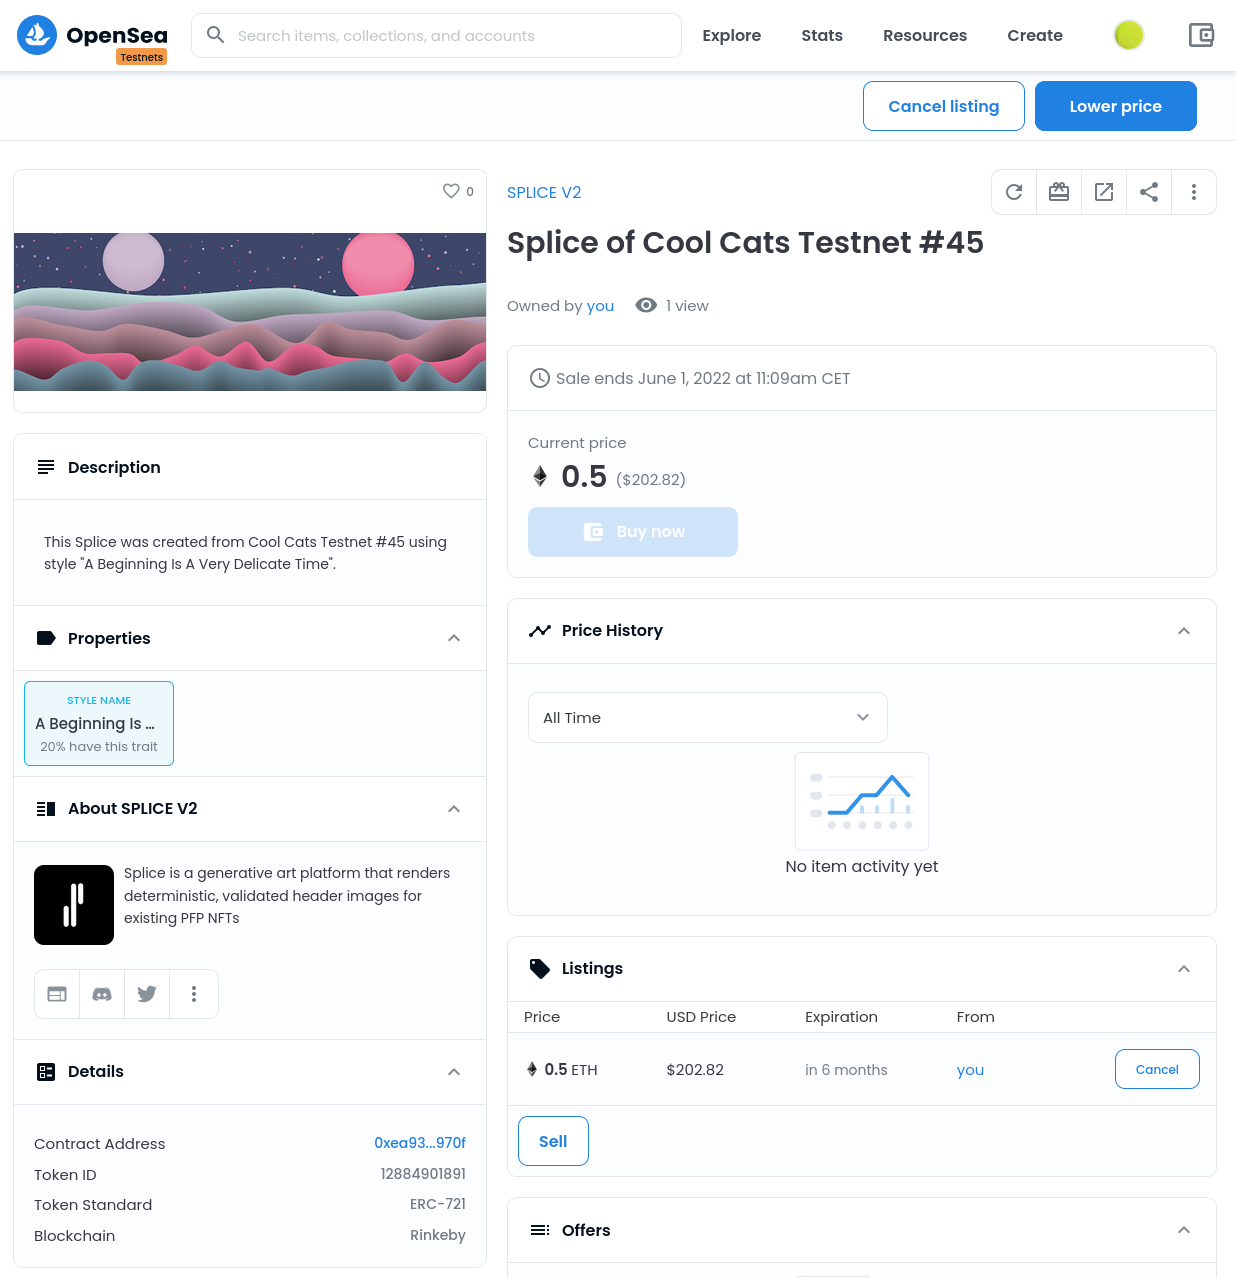 OpenSea
Testnets
Search items, collections, and accounts
Explore
Stats
Resources
Create
Cancel listing
Lower price
0
Description
This Splice was created from Cool Cats Testnet #45 using
style "A Beginning Is A Very Delicate Time".
Properties
STYLE NAME
A Beginning Is ...
20% have this trait
About SPLICE V2
Splice is a generative art platform that renders
deterministic, validated header images for
existing PFP NFTs
Details
Contract Address 0xea93...970f
Token ID 12884901891
Token Standard ERC-721
Blockchain Rinkeby
SPLICE V2
Splice of Cool Cats Testnet #45
Owned by you 1 view
Sale ends June 1, 2022 at 11:09am CET
Current price
0.5 ($202.82)
Buy now
Price History
All Time
No item activity yet
Listings
Price USD Price Expiration From
0.5 ETH $202.82 in 6 months you Cancel
Sell
Offers